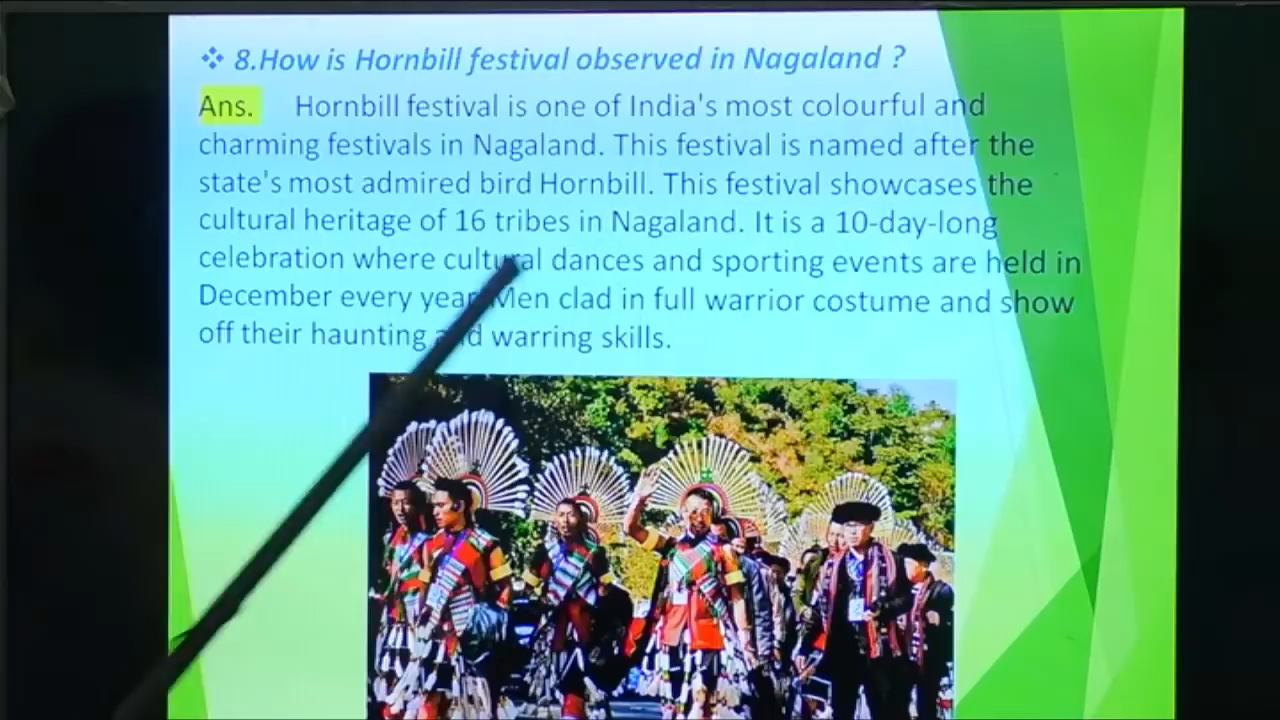 ❖ 8.How is Hornbill festival observed in Nagaland ?
Ans. Hornbill festival is one of India's most colourful and
charming festivals in Nagaland. This festival is named after the
state's most admired bird Hornbill. This festival showcases the
cultural heritage of 16 tribes in Nagaland. It is a 10-day-long
celebration where cultural dances and sporting events are held in
December every year Men clad in full warrior costume and show
off their haunting and warring skills.